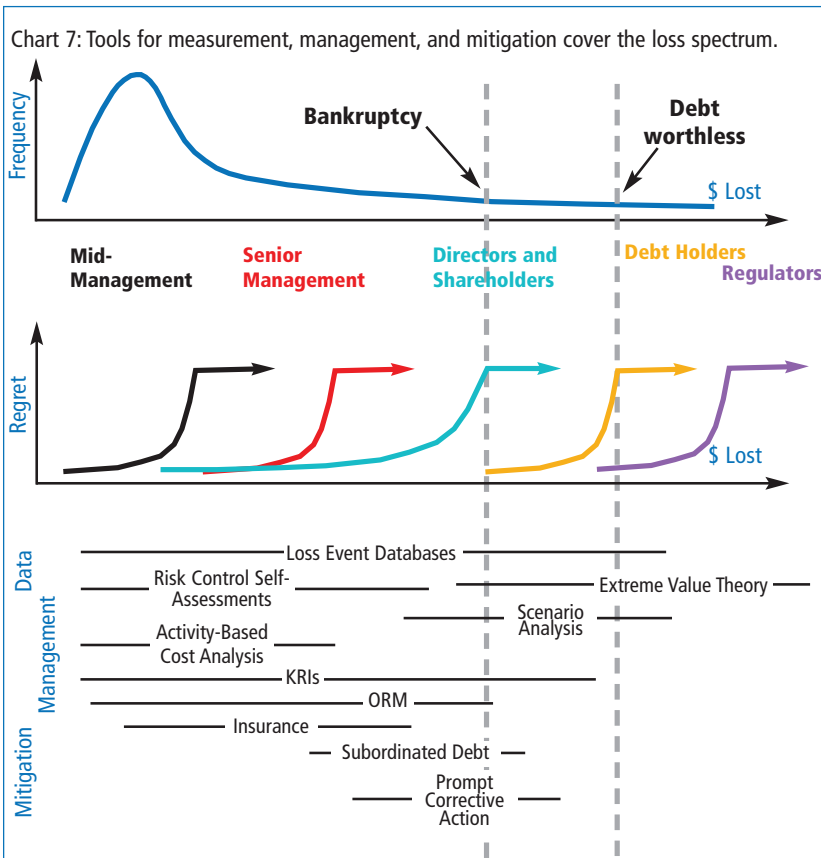 Chart 7: Tools for measurement, management, and mitigation cover the loss spectrum.
Frequency
Bankruptcy
Debt
worthless
$ Lost
Mid-
Management
Senior
Management
Directors and
Shareholders
Debt Holders
Regulators
Regret
$ Lost
Data
Loss Event Databases
Risk Control Self-
Assessments
Extreme Value Theory
Scenario
Analysis
Management
Activity-Based
Cost Analysis
KRIs
ORM
Mitigation
Insurance
Subordinated Debt
Prompt
Corrective
Action